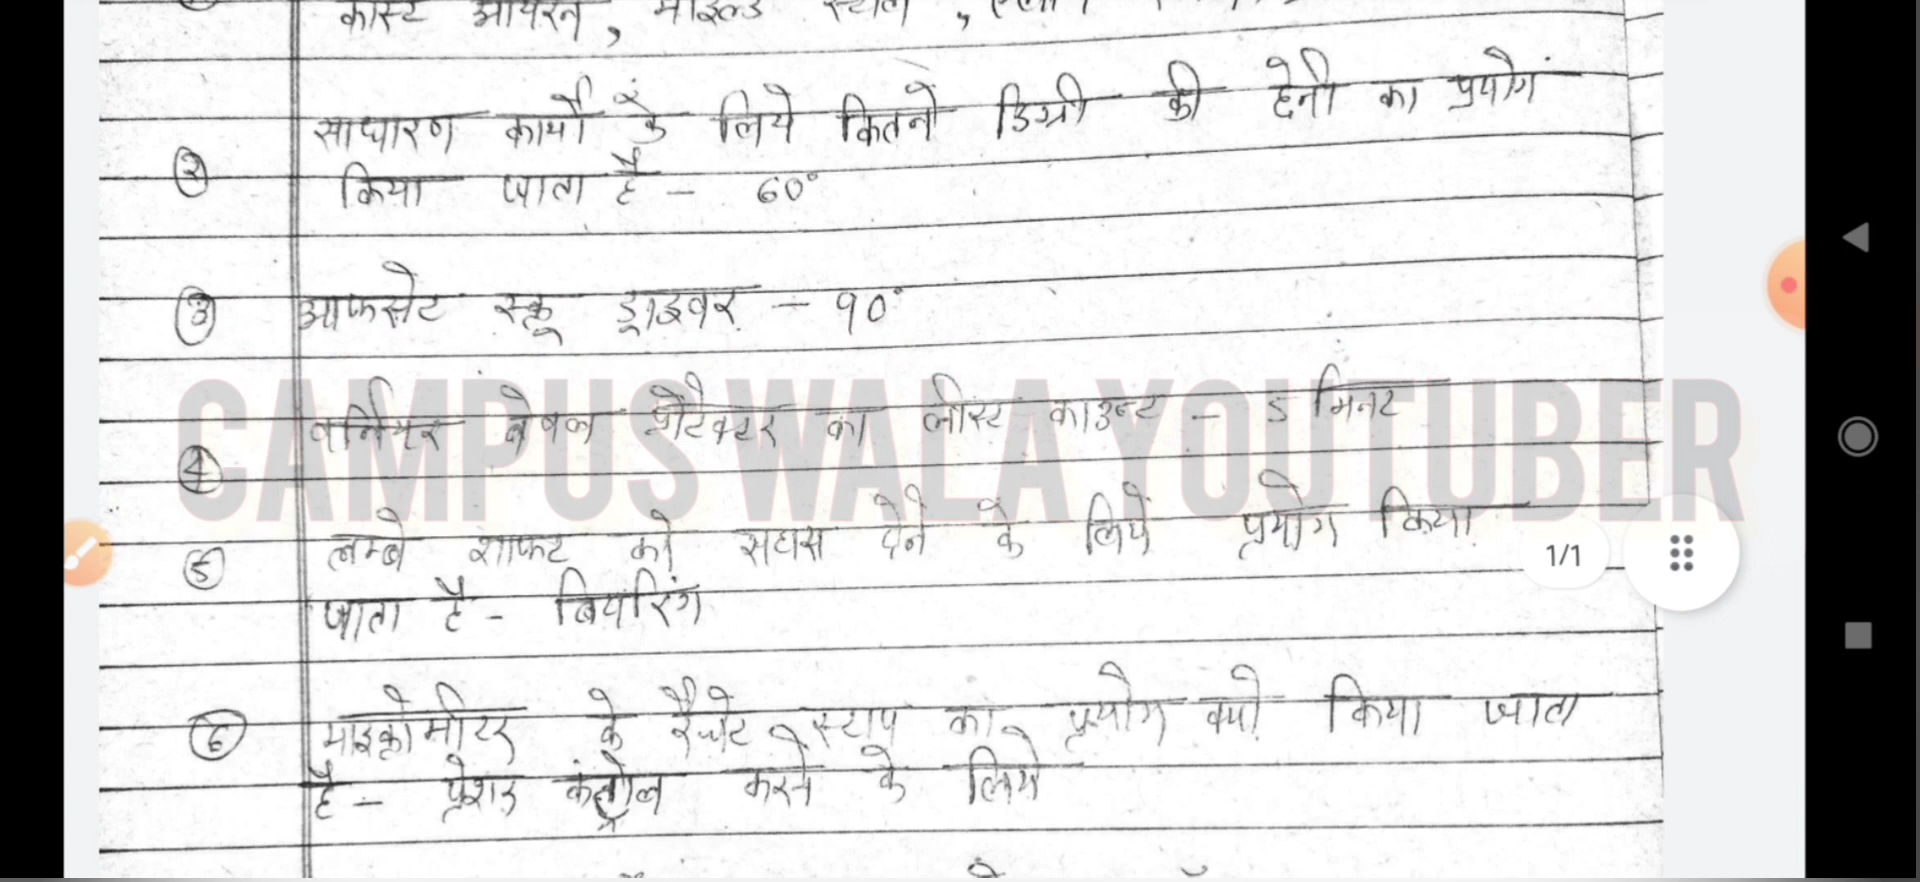 कास्ट आयरन, माइल्ड स्टील,
साधारण कार्यो के लिये कितने डिग्री की छेनी का प्रयोग
② किया जाता है - 60°
③ आफसेट स्क्रू ड्राइवर - 90°
वर्नियर बेवल प्रोटेक्टर का लीस्ट काउन्ट - 5 मिनट
CAMPUS WALA YOUTUBER
④
लम्बे शाफ्ट को सहारा देने के लिये प्रयोग किया
1/1
⑤
जाता है - बियरिंग
⑥ माइक्रोमीटर के रैचेट स्टाप का प्रयोग क्यो किया जाता
है - प्रेशर कंट्रोल करने के लिये